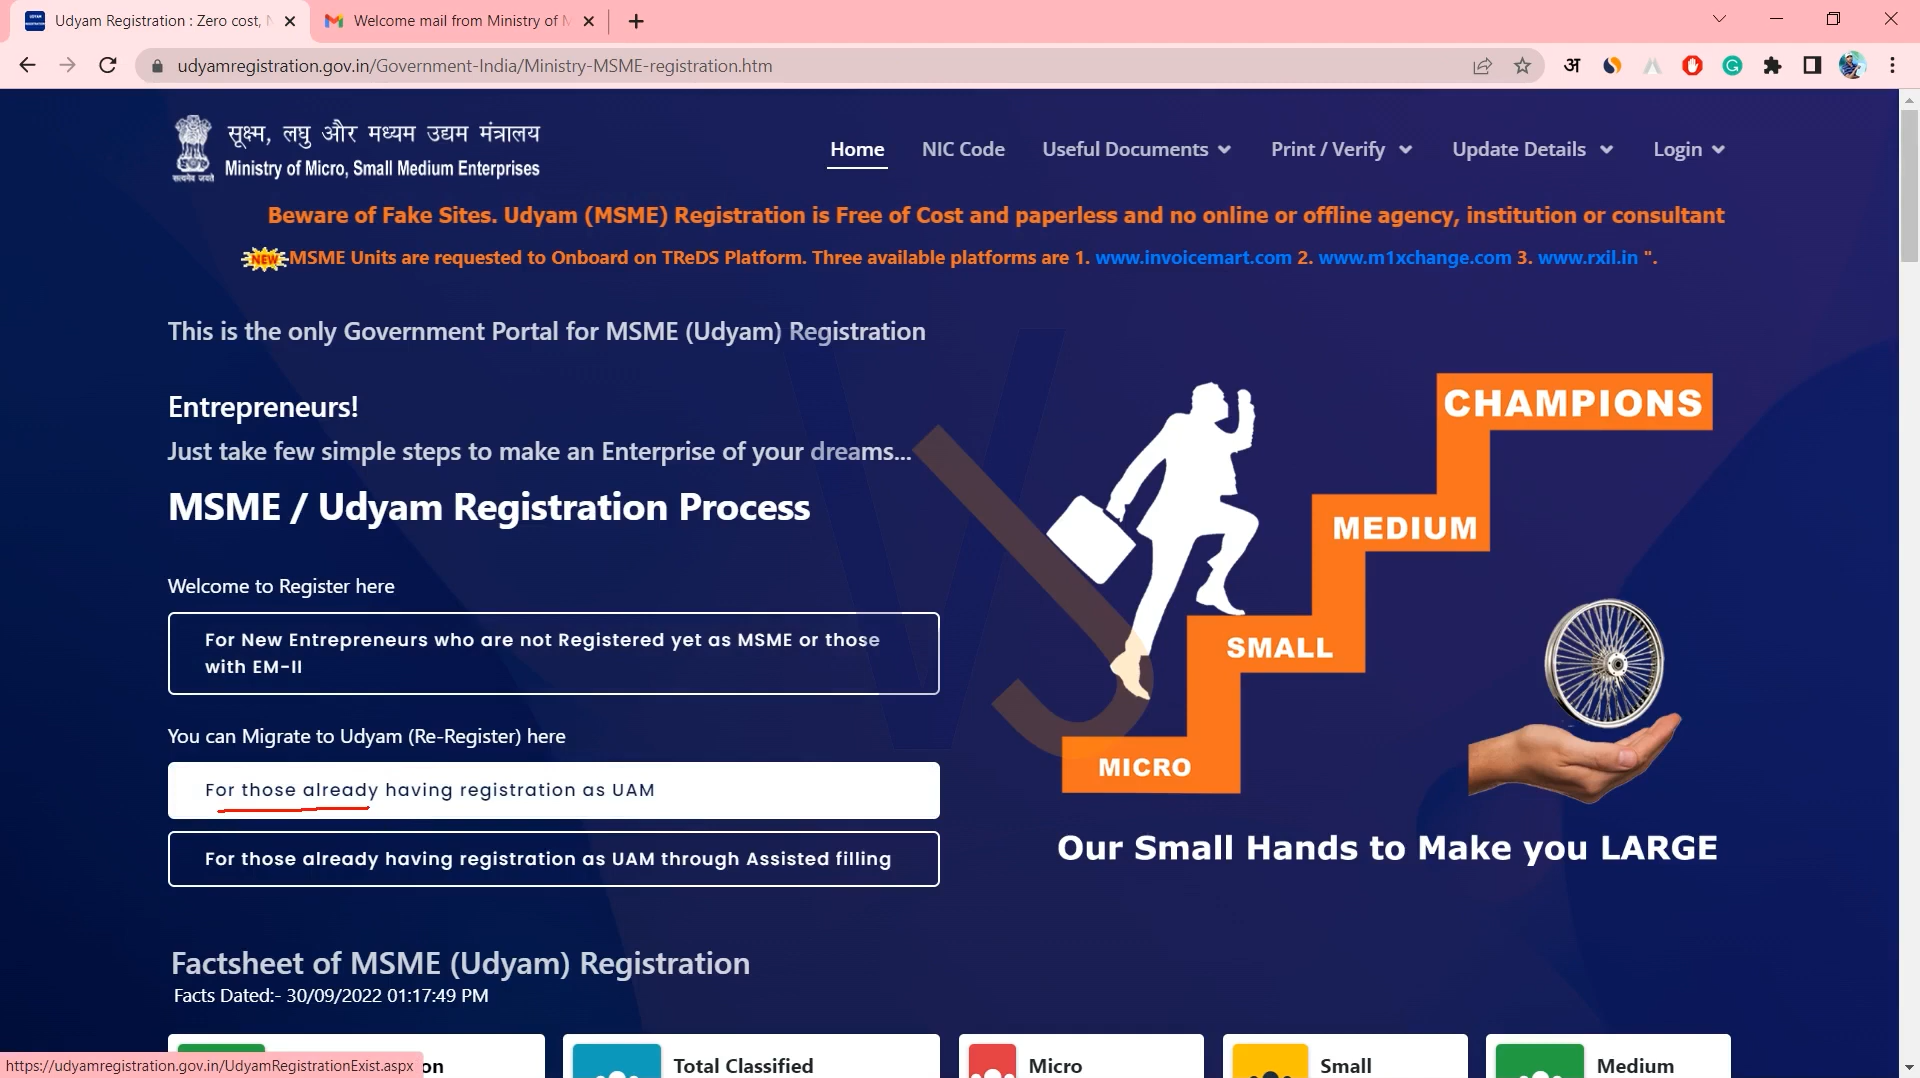 Udyam Registration : Zero cost,
Welcome mail from Ministry of
udyamregistration.gov.in/Government-India/Ministry-MSME-registration.htm
अ
सूक्ष्म, लघु और मध्यम उद्यम मंत्रालय
Ministry of Micro, Small Medium Enterprises
सत्यमेव जयते
Home
NIC Code
Useful Documents
Print / Verify
Update Details
Login
Beware of Fake Sites. Udyam (MSME) Registration is Free of Cost and paperless and no online or offline agency, institution or consultant
NEW MSME Units are requested to Onboard on TReDS Platform. Three available platforms are 1. www.invoicemart.com 2. www.m1xchange.com 3. www.rxil.in ".
This is the only Government Portal for MSME (Udyam) Registration
Entrepreneurs!
Just take few simple steps to make an Enterprise of your dreams...
MSME / Udyam Registration Process
Welcome to Register here
For New Entrepreneurs who are not Registered yet as MSME or those
with EM-II
You can Migrate to Udyam (Re-Register) here
For those already having registration as UAM
For those already having registration as UAM through Assisted filling
CHAMPIONS
MEDIUM
SMALL
MICRO
Our Small Hands to Make you LARGE
Factsheet of MSME (Udyam) Registration
Facts Dated:- 30/09/2022 01:17:49 PM
on
Total Classified
Micro
Small
Medium
https://udyamregistration.gov.in/UdyamRegistrationExist.aspx